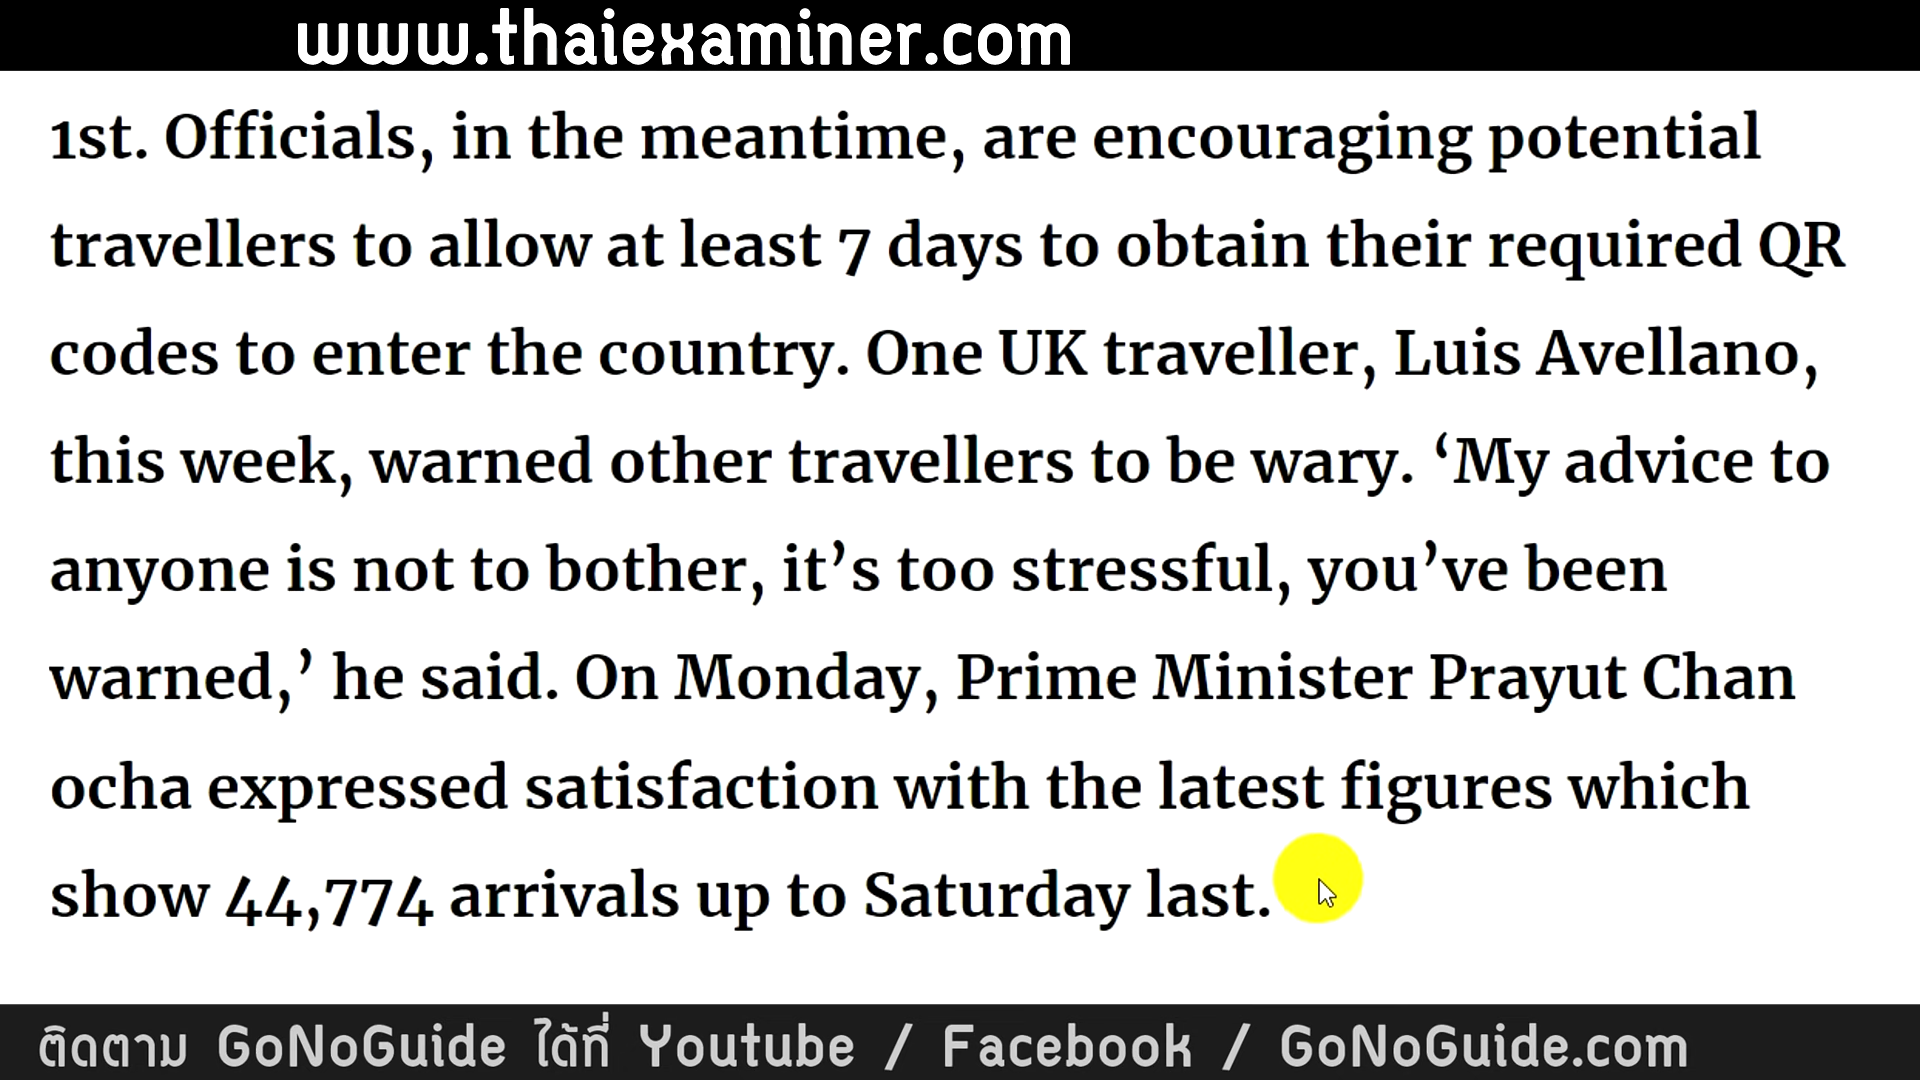 www.thaiexaminer.com
1st. Officials, in the meantime, are encouraging potential
travellers to allow at least 7 days to obtain their required QR
codes to enter the country. One UK traveller, Luis Avellano,
this week, warned other travellers to be wary. ‘My advice to
anyone is not to bother, it’s too stressful, you’ve been
warned,’ he said. On Monday, Prime Minister Prayut Chan
ocha expressed satisfaction with the latest figures which
show 44,774 arrivals up to Saturday last.
ติดตาม GoNoGuide ได้ที่ Youtube / Facebook / GoNoGuide.com